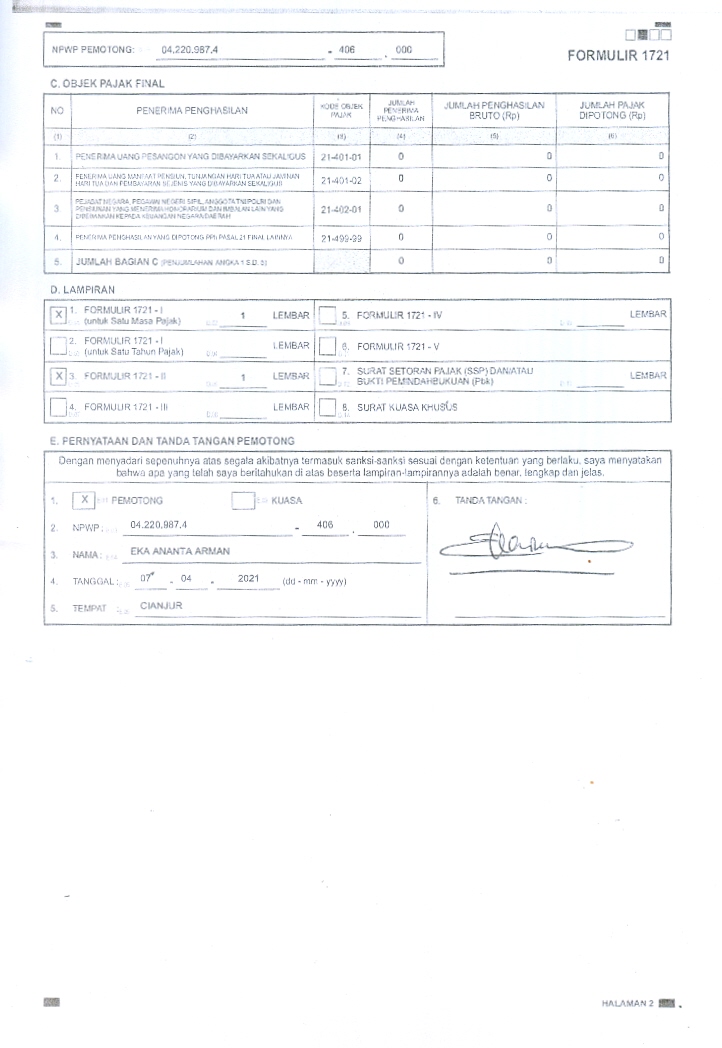 NPWP PEMOTONG: 04.220.987.4 - 406 . 000
FORMULIR 1721
C. OBJEK PAJAK FINAL
NO PENERIMA PENGHASILAN KODE OBJEK PAJAK JUMLAH PENERIMA PENGHASILAN JUMLAH PENGHASILAN BRUTO (Rp) JUMLAH PAJAK DIPOTONG (Rp)
(1) (2) (3) (4) (5) (6)
1. PENERIMA UANG PESANGON YANG DIBAYARKAN SEKALIGUS 21-401-01 0 0 0
2. PENERIMA UANG MANFAAT PENSIUN, TUNJANGAN HARI TUA ATAU JAMINAN HARI TUA DAN PEMBAYARAN SEJENIS YANG DIBAYARKAN SEKALIGUS 21-401-02 0 0 0
3. PEJABAT NEGARA, PEGAWAI NEGERI SIPIL, ANGGOTA TNI/POLRI DAN PENSIUNAN YANG MENERIMA HONORARIUM DAN IMBALAN LAIN YANG DIBEBANKAN KEPADA KEUANGAN NEGARA/DAERAH 21-402-01 0 0 0
4. PENERIMA PENGHASILAN YANG DIPOTONG PPh PASAL 21 FINAL LAINNYA 21-499-99 0 0 0
5. JUMLAH BAGIAN C (PENJUMLAHAN ANGKA 1 S.D. 5) 0 0 0
D. LAMPIRAN
X 1. FORMULIR 1721 - I (untuk Satu Masa Pajak) 1 LEMBAR
5. FORMULIR 1721 - IV LEMBAR
2. FORMULIR 1721 - I (untuk Satu Tahun Pajak) LEMBAR
6. FORMULIR 1721 - V
X 3. FORMULIR 1721 - II 1 LEMBAR
7. SURAT SETORAN PAJAK (SSP) DAN/ATAU BUKTI PEMINDAHBUKUAN (Pbk) LEMBAR
4. FORMULIR 1721 - III LEMBAR
8. SURAT KUASA KHUSUS
E. PERNYATAAN DAN TANDA TANGAN PEMOTONG
Dengan menyadari sepenuhnya atas segala akibatnya termasuk sanksi-sanksi sesuai dengan ketentuan yang berlaku, saya menyatakan
bahwa apa yang telah saya beritahukan di atas beserta lampiran-lampirannya adalah benar, lengkap dan jelas.
1. X PEMOTONG KUASA
6. TANDA TANGAN :
2. NPWP : 04.220.987.4 - 406 . 000
3. NAMA : EKA ANANTA ARMAN
4. TANGGAL : 07 - 04 - 2021 (dd - mm - yyyy)
5. TEMPAT : CIANJUR
HALAMAN 2